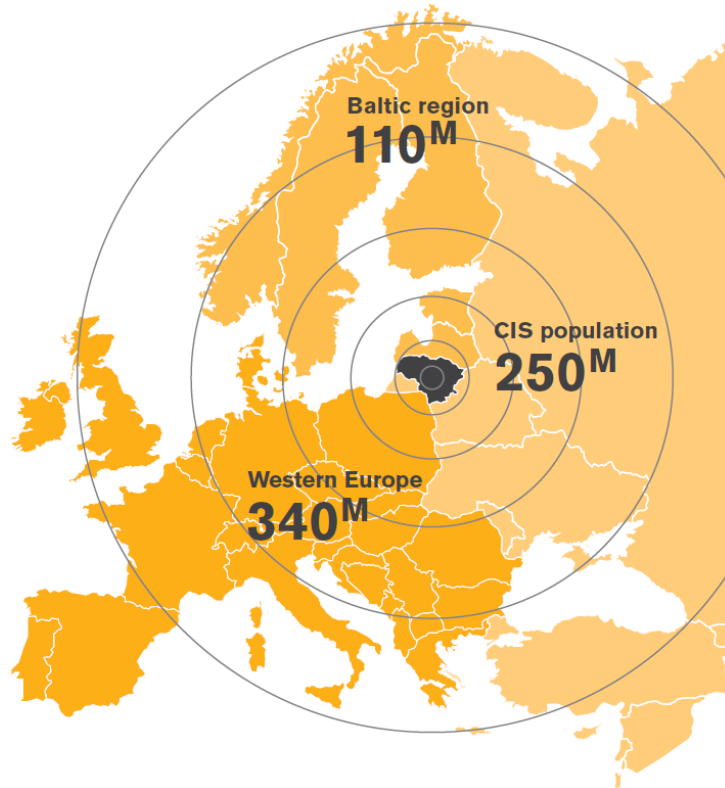 Baltic region
110M
CIS population
250M
Western Europe
340M